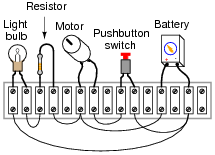 Resistor
Light
bulb
Motor
Pushbutton
switch
Battery